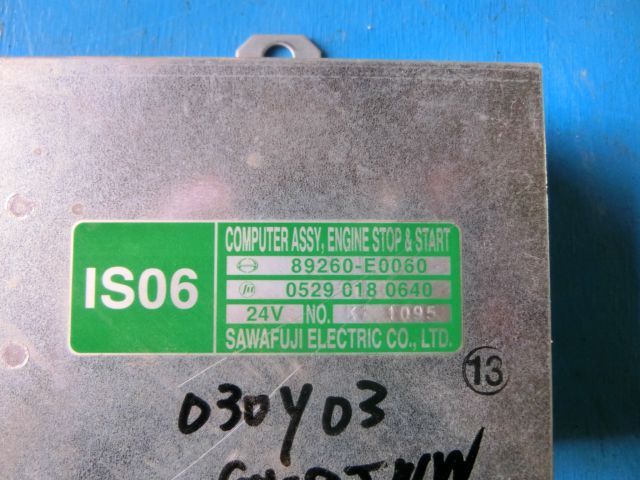 IS06
COMPUTER ASSY, ENGINE STOP & START
89260-E0060
0529 018 0640
24V NO. 1095
SAWAFUJI ELECTRIC CO., LTD.
13
030Y03